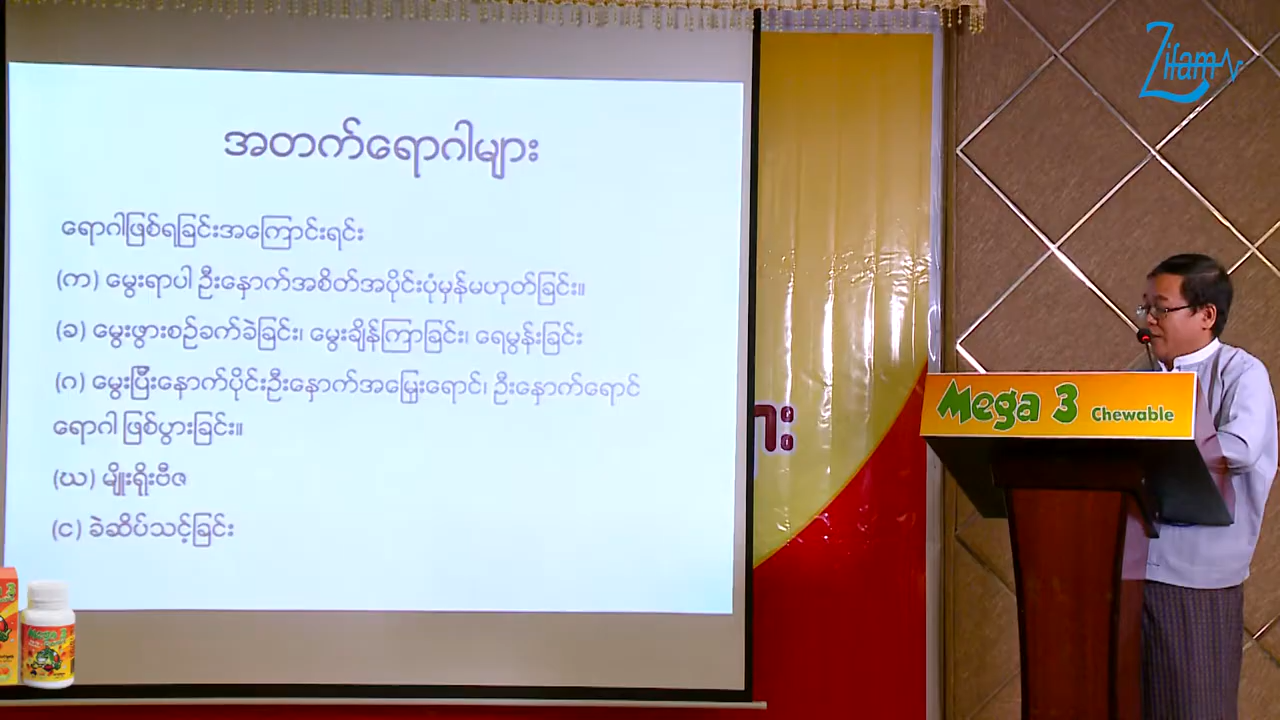 Zifam
အတက်ရောဂါများ
ရောဂါဖြစ်ရခြင်းအကြောင်းရင်း
(က) မွေးရာပါ ဦးနှောက်အစိတ်အပိုင်းပုံမှန်မဟုတ်ခြင်း။
(ခ) မွေးဖွားစဉ်ခက်ခဲခြင်း၊ မွေးချိန်ကြာခြင်း၊ ရေမွန်းခြင်း
(ဂ) မွေးပြီးနောက်ပိုင်းဦးနှောက်အမြှေးရောင်၊ ဦးနှောက်ရောင်
ရောဂါ ဖြစ်ပွားခြင်း။
(ဃ) မျိုးရိုးဗီဇ
(င) ခဲဆိပ်သင့်ခြင်း
Mega 3 Chewable
Mega 3